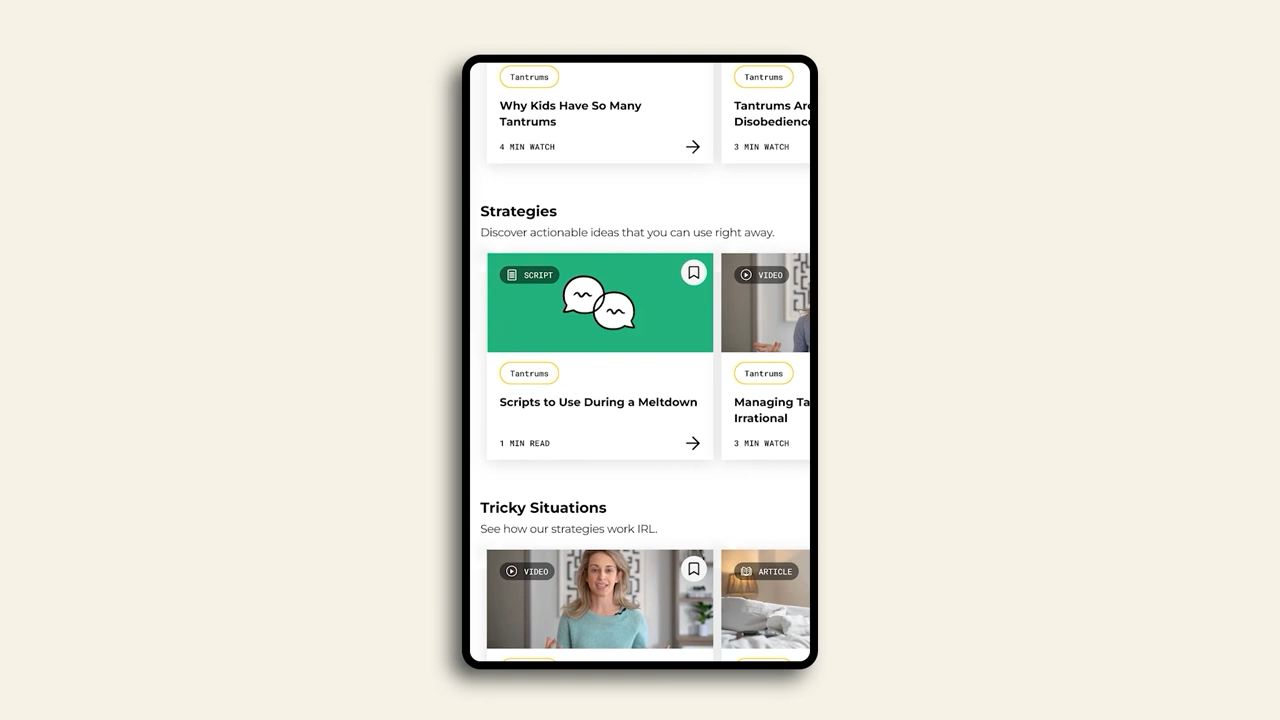 Tantrums
Why Kids Have So Many
Tantrums
4 MIN WATCH
Tantrums
Tantrums Are
Disobedience
3 MIN WATCH
Strategies
Discover actionable ideas that you can use right away.
SCRIPT
Tantrums
Scripts to Use During a Meltdown
1 MIN READ
VIDEO
Tantrums
Managing Ta
Irrational
3 MIN WATCH
Tricky Situations
See how our strategies work IRL.
VIDEO
ARTICLE